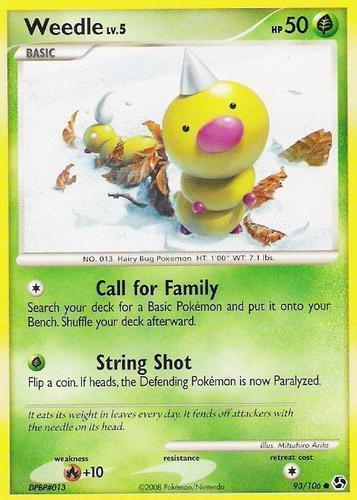 Weedle LV.5 HP 50
BASIC
NO. 013 Hairy Bug Pokémon HT: 1'00" WT: 7.1 lbs.
Call for Family
Search your deck for a Basic Pokémon and put it onto your
Bench. Shuffle your deck afterward.
String Shot
Flip a coin. If heads, the Defending Pokémon is now Paralyzed.
It eats its weight in leaves every day. It fends off attackers with
the needle on its head.
Illus. Mitsuhiro Arita
weakness resistance retreat cost
+10
DPBP#013 ©2008 Pokémon/Nintendo 93/106